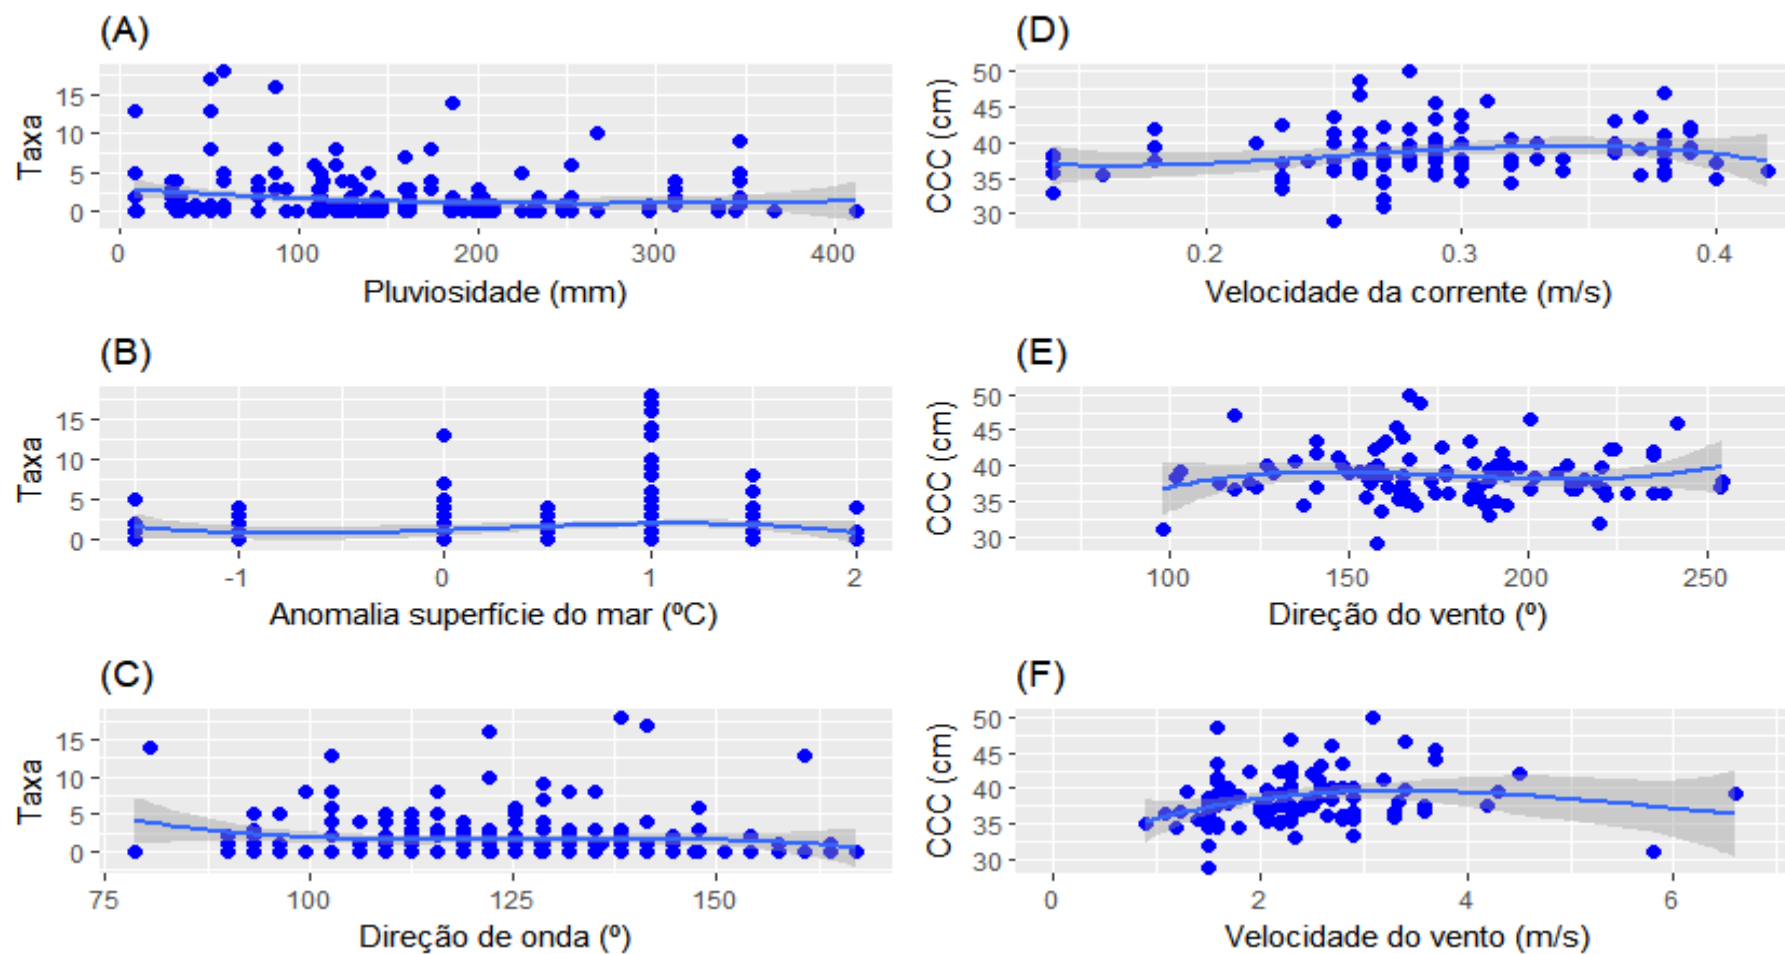 (A)
Taxa
15
10
5
0
0 100 200 300 400
Pluviosidade (mm)
(B)
Taxa
15
10
5
0
-1 0 1 2
Anomalia superfície do mar (ºC)
(C)
Taxa
15
10
5
0
75 100 125 150
Direção de onda (º)
(D)
CCC (cm)
50
45
40
35
30
0.2 0.3 0.4
Velocidade da corrente (m/s)
(E)
CCC (cm)
50
45
40
35
30
100 150 200 250
Direção do vento (º)
(F)
CCC (cm)
50
45
40
35
30
0 2 4 6
Velocidade do vento (m/s)